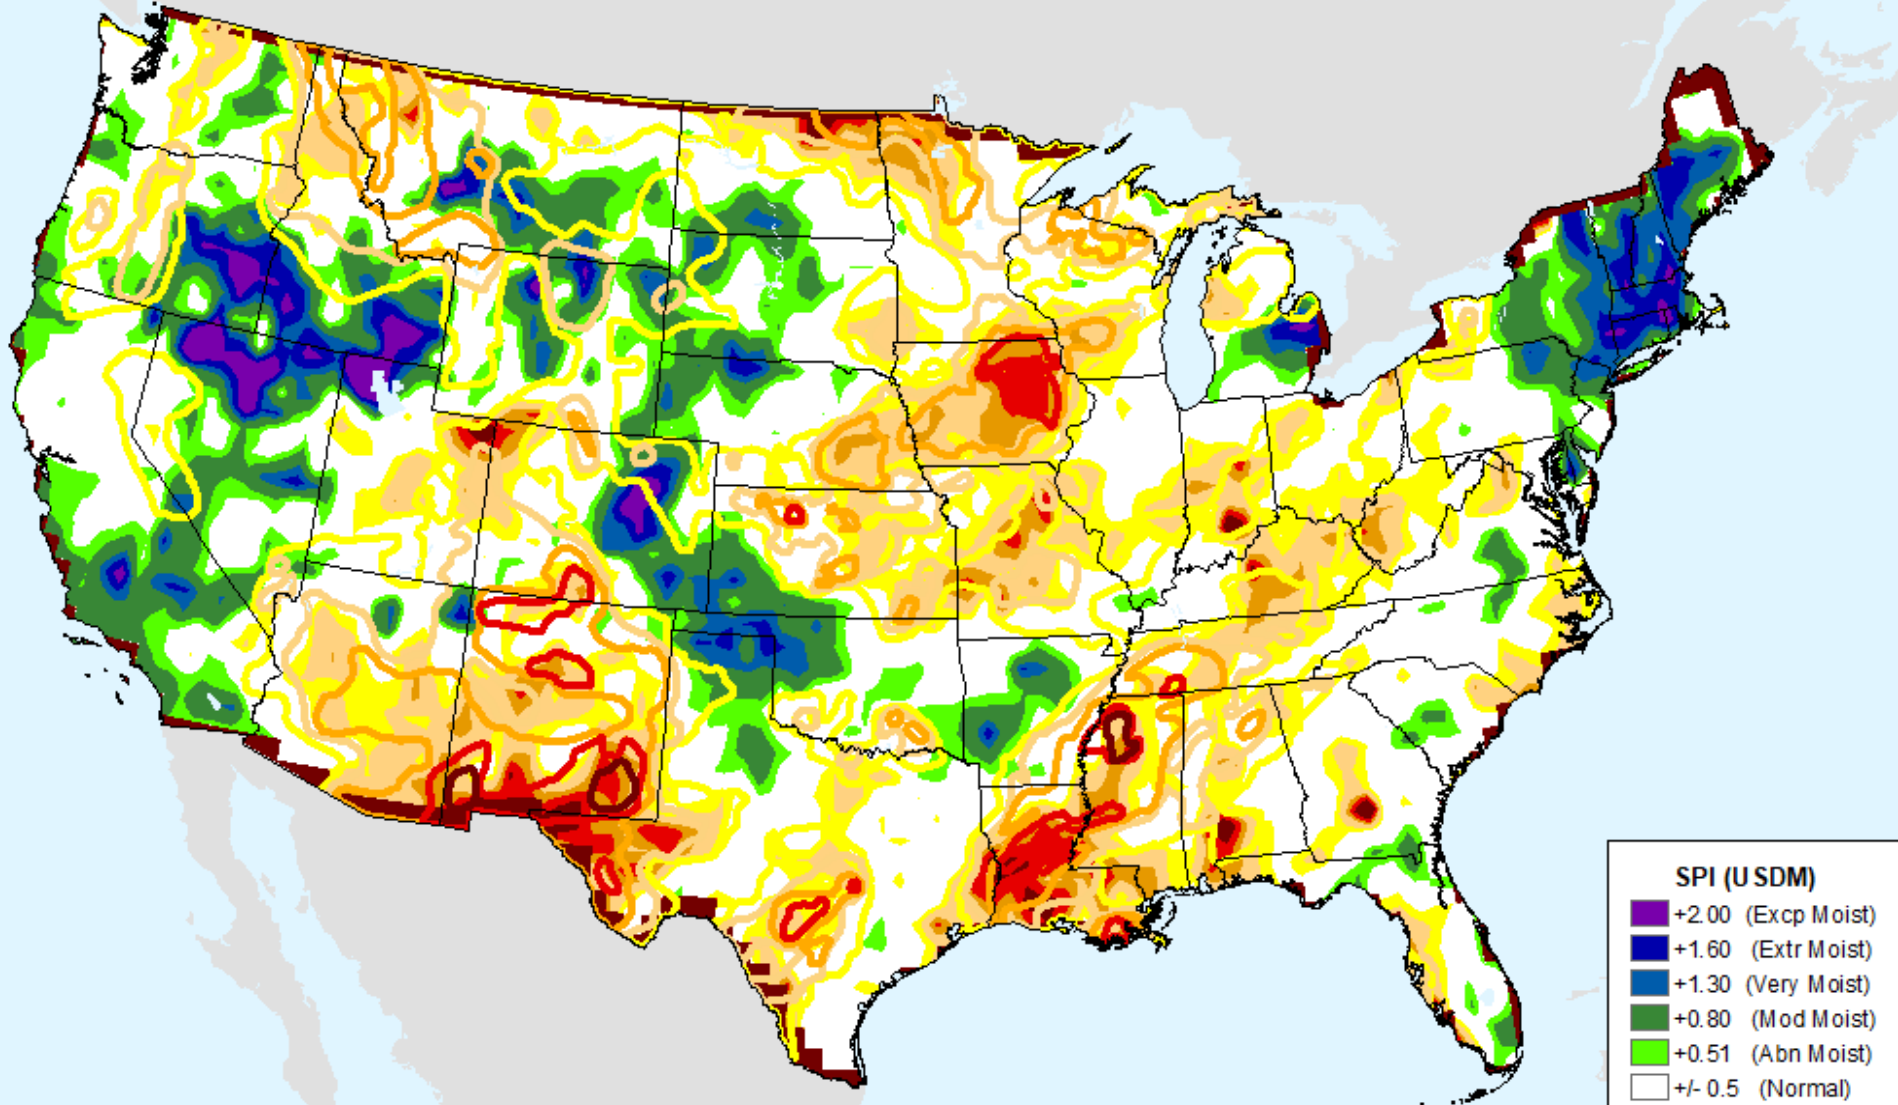 SPI (USDM)
+2.00 (Excp Moist)
+1.60 (Extr Moist)
+1.30 (Very Moist)
+0.80 (Mod Moist)
+0.51 (Abn Moist)
+/- 0.5 (Normal)